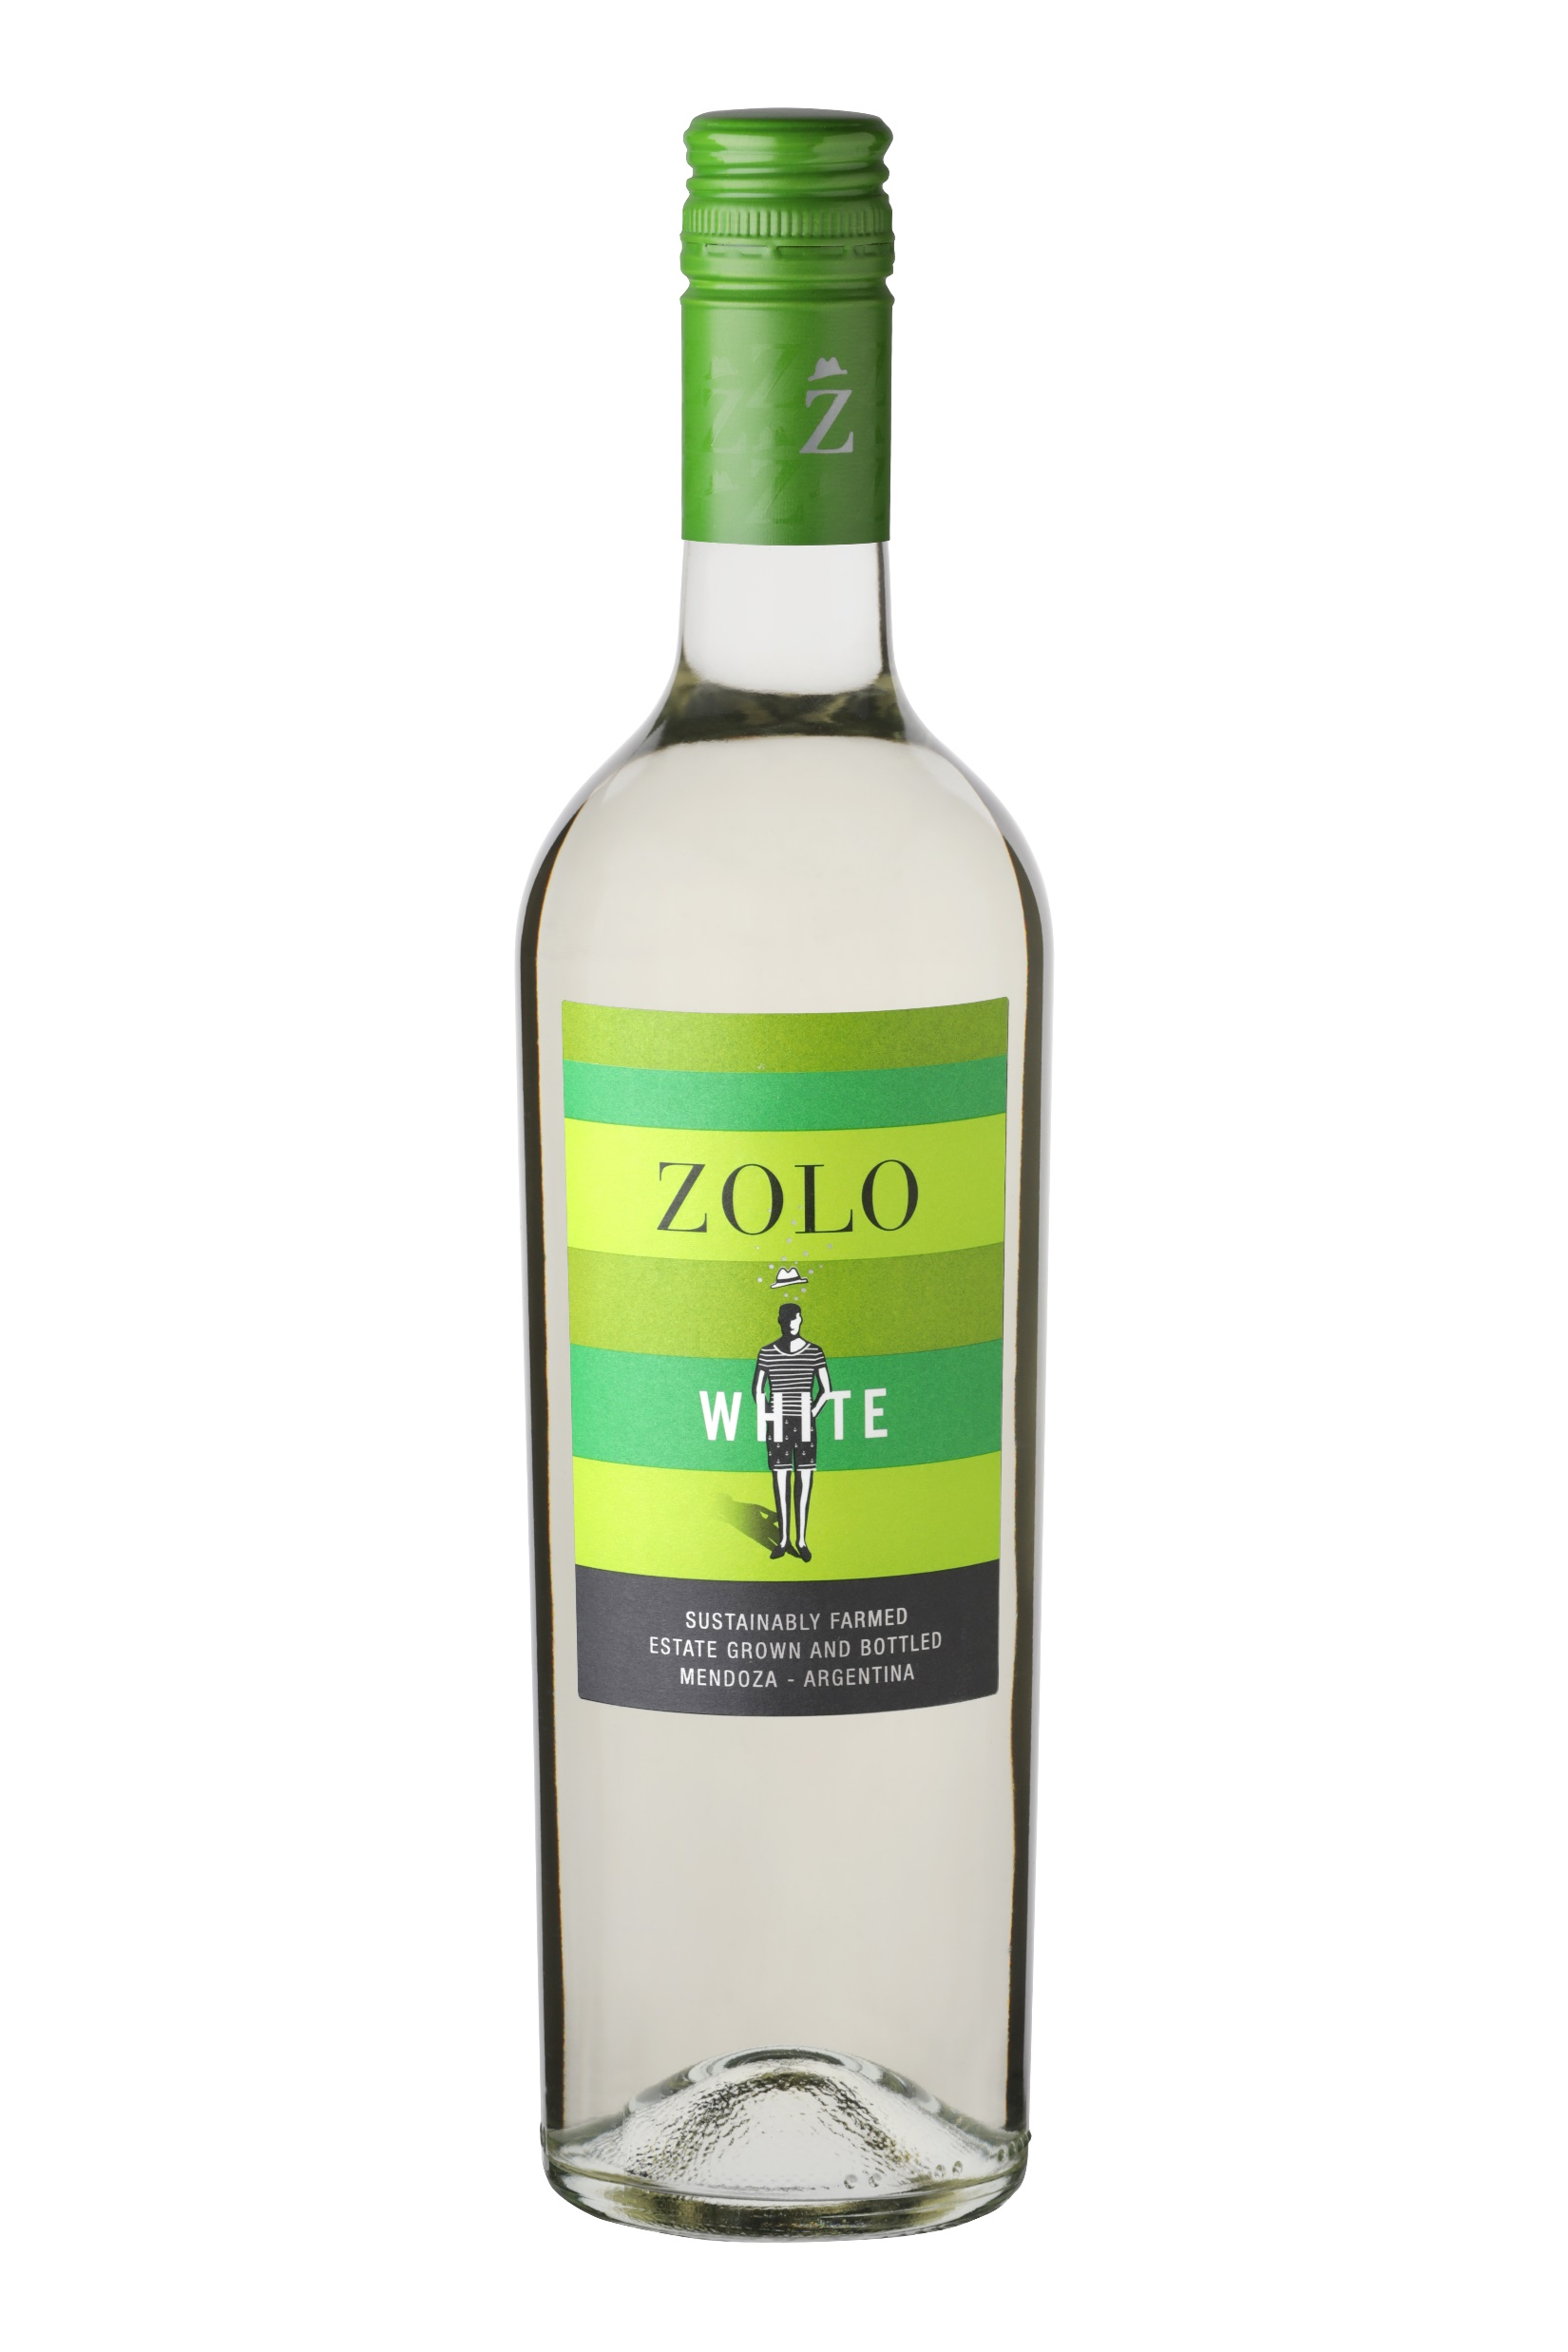 Z
ZOLO
WHITE
SUSTAINABLY FARMED
ESTATE GROWN AND BOTTLED
MENDOZA - ARGENTINA